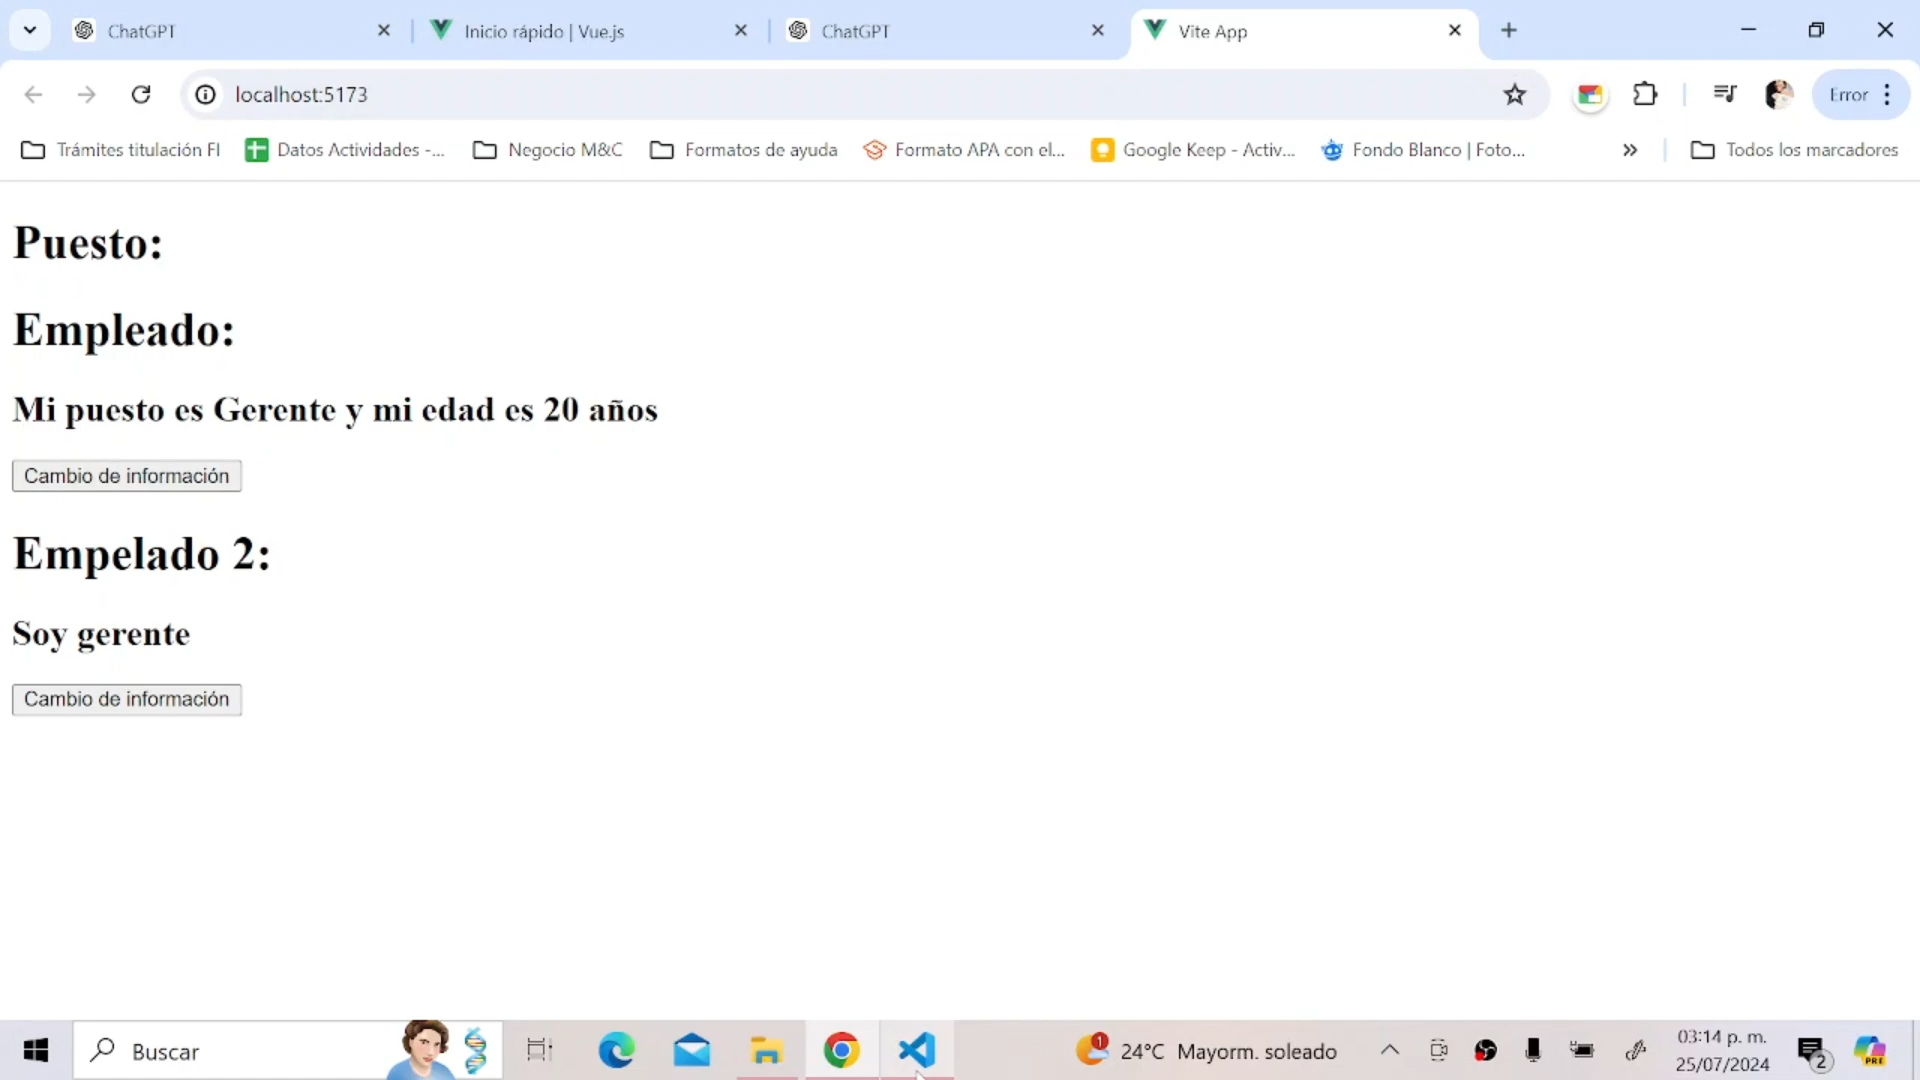 ChatGPT
Inicio rápido | Vue.js
ChatGPT
Vite App
localhost:5173
Error
Trámites titulación FI
Datos Actividades -...
Negocio M&C
Formatos de ayuda
Formato APA con el...
Google Keep - Activ...
Fondo Blanco | Foto...
Todos los marcadores
Puesto:
Empleado:
Mi puesto es Gerente y mi edad es 20 años
Cambio de información
Empelado 2:
Soy gerente
Cambio de información
Buscar
1
24°C Mayorm. soleado
03:14 p. m.
25/07/2024
2
PRE